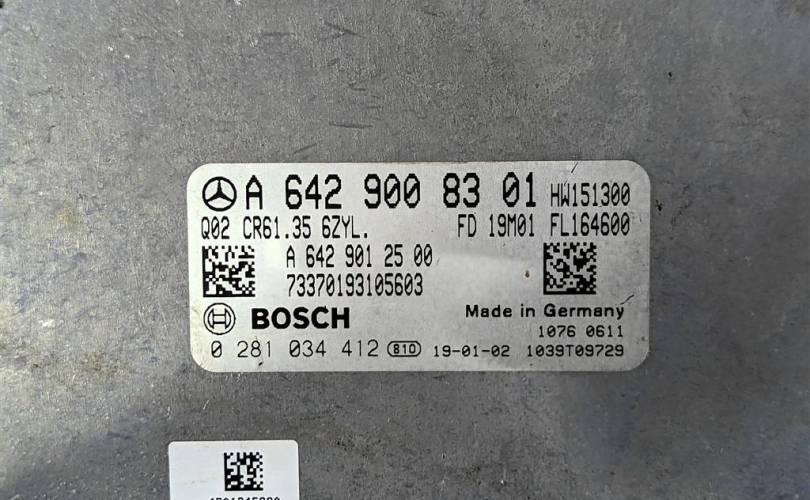 A 642 900 83 01 HW151300
Q02 CR61.35 6ZYL. FD 19M01 FL164600
A 642 901 25 00
73370193105603
BOSCH
Made in Germany
1076 0611
0 281 034 412 810 19-01-02 1039T09729